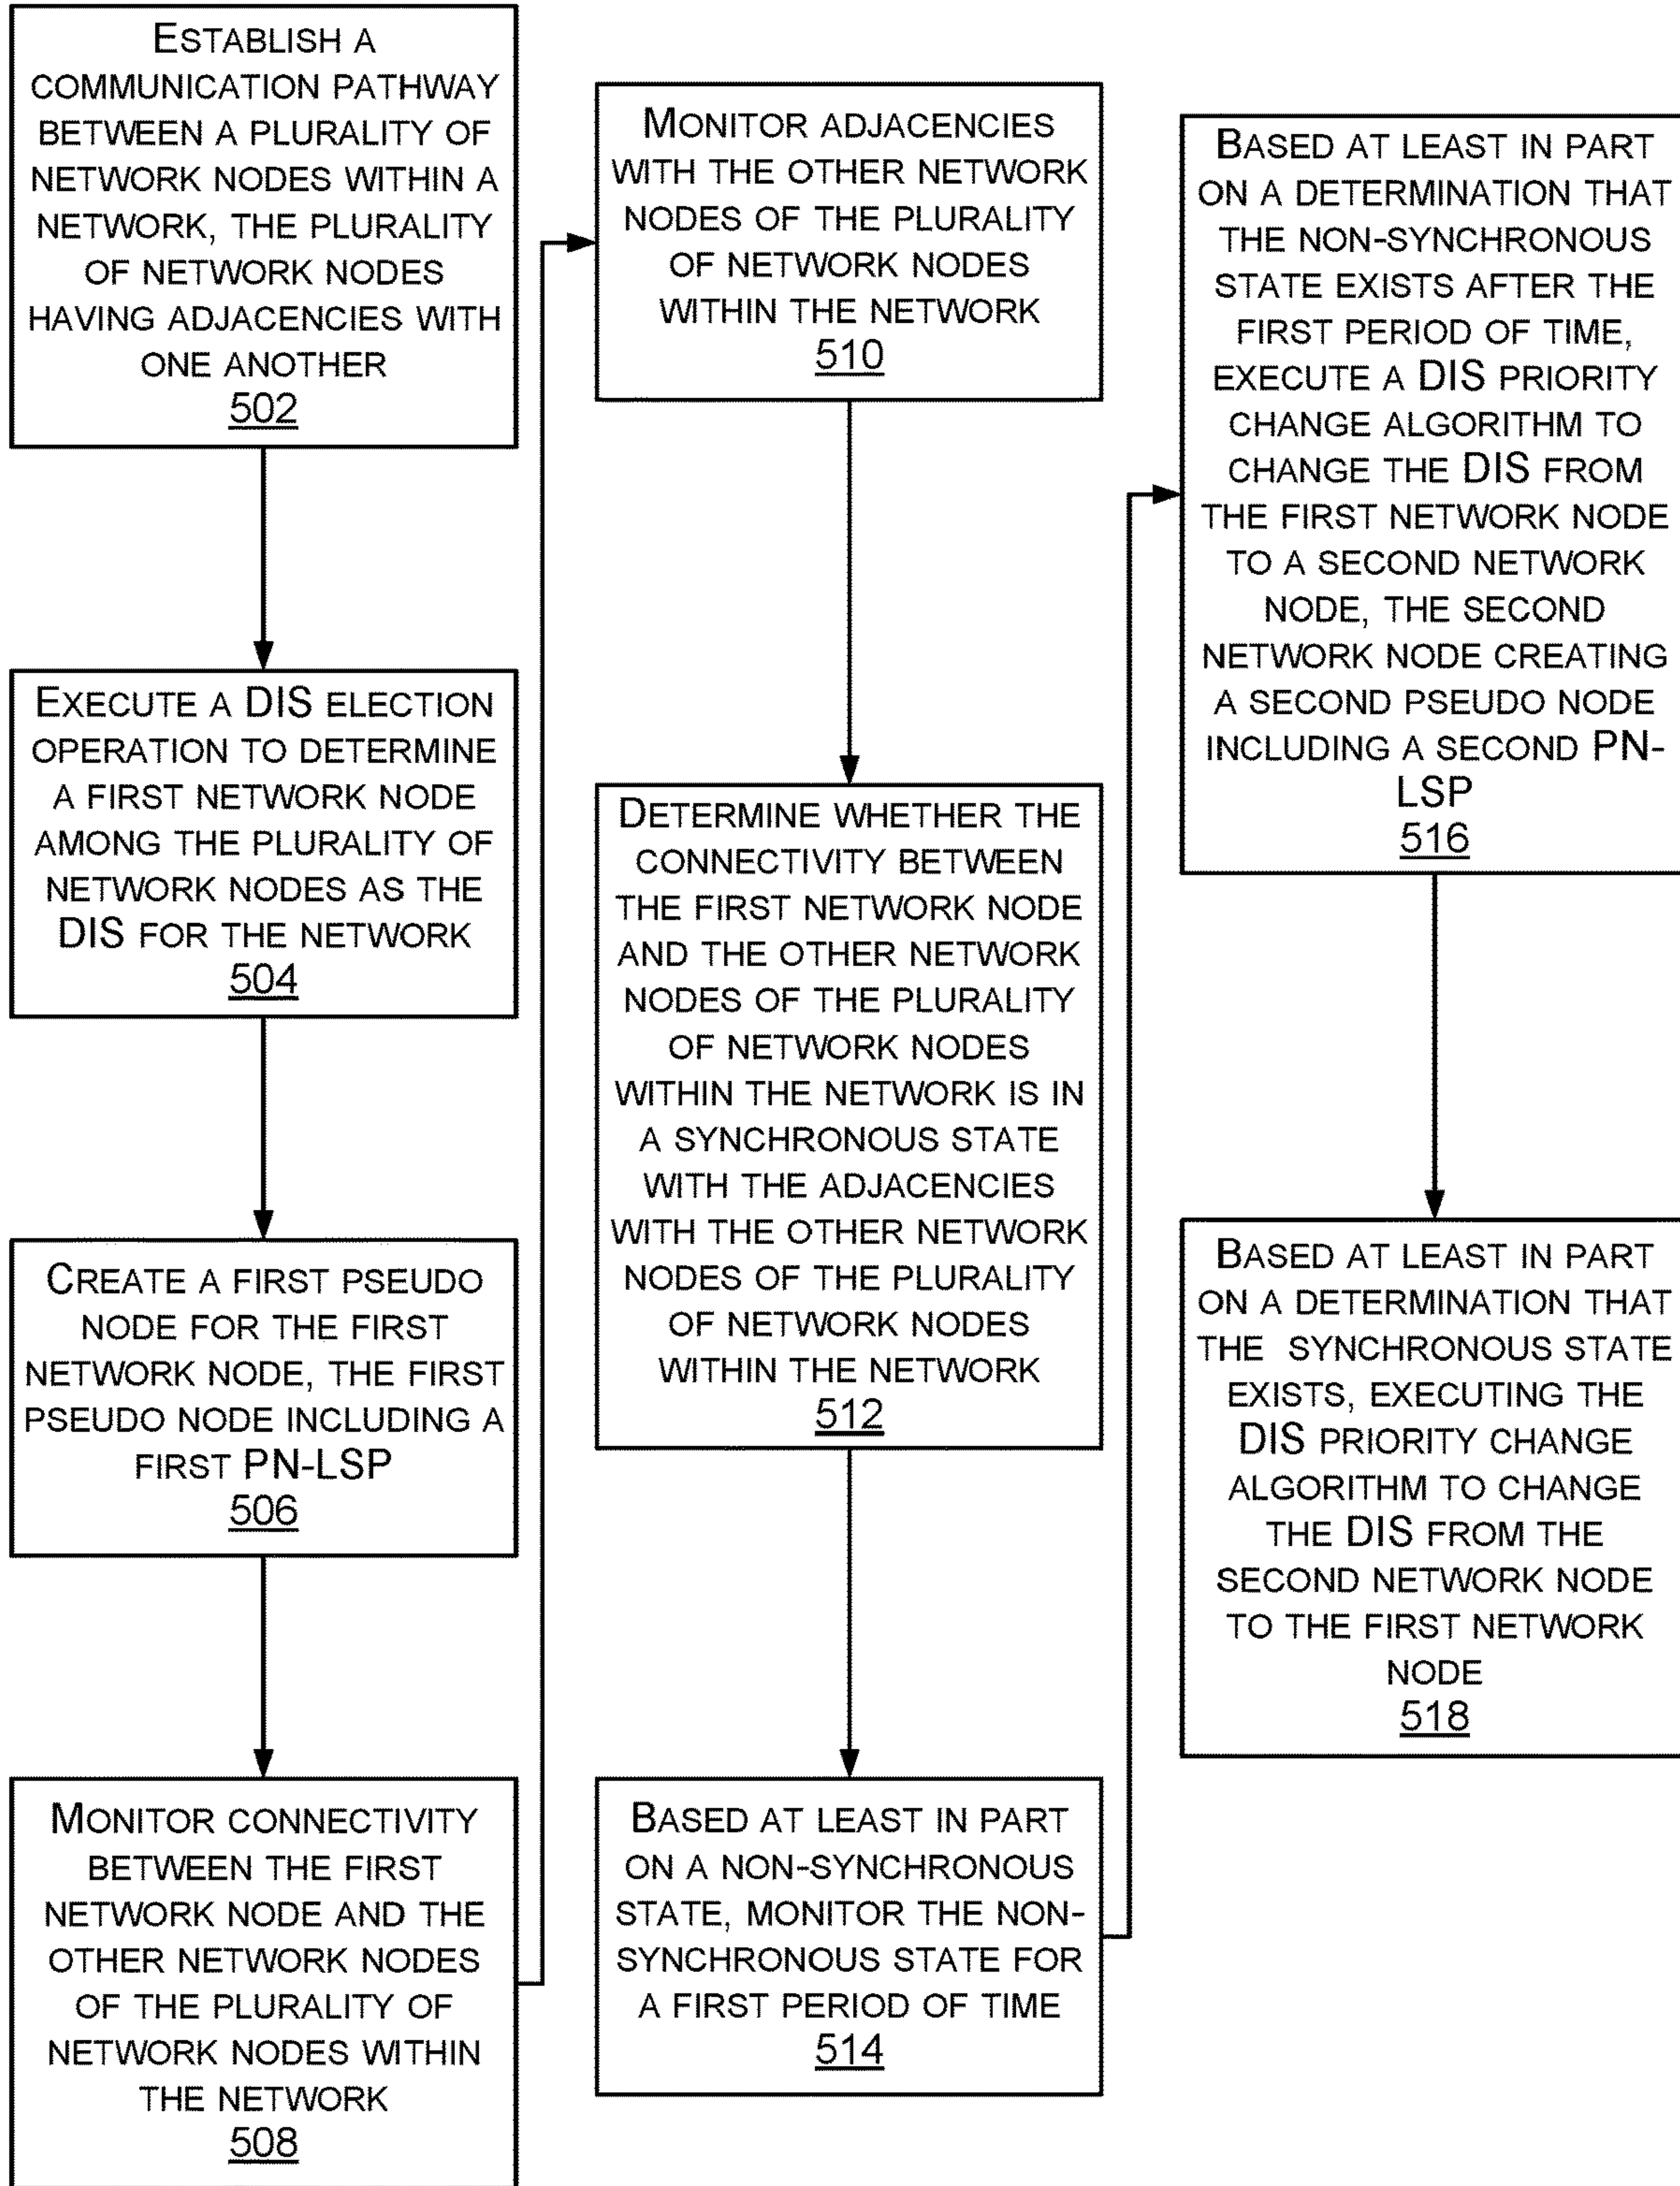 ESTABLISH A
COMMUNICATION PATHWAY
BETWEEN A PLURALITY OF
NETWORK NODES WITHIN A
NETWORK, THE PLURALITY
OF NETWORK NODES
HAVING ADJACENCIES WITH
ONE ANOTHER
502
EXECUTE A DIS ELECTION
OPERATION TO DETERMINE
A FIRST NETWORK NODE
AMONG THE PLURALITY OF
NETWORK NODES AS THE
DIS FOR THE NETWORK
504
CREATE A FIRST PSEUDO
NODE FOR THE FIRST
NETWORK NODE, THE FIRST
PSEUDO NODE INCLUDING A
FIRST PN-LSP
506
MONITOR CONNECTIVITY
BETWEEN THE FIRST
NETWORK NODE AND THE
OTHER NETWORK NODES
OF THE PLURALITY OF
NETWORK NODES WITHIN
THE NETWORK
508
MONITOR ADJACENCIES
WITH THE OTHER NETWORK
NODES OF THE PLURALITY
OF NETWORK NODES
WITHIN THE NETWORK
510
DETERMINE WHETHER THE
CONNECTIVITY BETWEEN
THE FIRST NETWORK NODE
AND THE OTHER NETWORK
NODES OF THE PLURALITY
OF NETWORK NODES
WITHIN THE NETWORK IS IN
A SYNCHRONOUS STATE
WITH THE ADJACENCIES
WITH THE OTHER NETWORK
NODES OF THE PLURALITY
OF NETWORK NODES
WITHIN THE NETWORK
512
BASED AT LEAST IN PART
ON A NON-SYNCHRONOUS
STATE, MONITOR THE NON-
SYNCHRONOUS STATE FOR
A FIRST PERIOD OF TIME
514
BASED AT LEAST IN PART
ON A DETERMINATION THAT
THE NON-SYNCHRONOUS
STATE EXISTS AFTER THE
FIRST PERIOD OF TIME,
EXECUTE A DIS PRIORITY
CHANGE ALGORITHM TO
CHANGE THE DIS FROM
THE FIRST NETWORK NODE
TO A SECOND NETWORK
NODE, THE SECOND
NETWORK NODE CREATING
A SECOND PSEUDO NODE
INCLUDING A SECOND PN-
LSP
516
BASED AT LEAST IN PART
ON A DETERMINATION THAT
THE SYNCHRONOUS STATE
EXISTS, EXECUTING THE
DIS PRIORITY CHANGE
ALGORITHM TO CHANGE
THE DIS FROM THE
SECOND NETWORK NODE
TO THE FIRST NETWORK
NODE
518